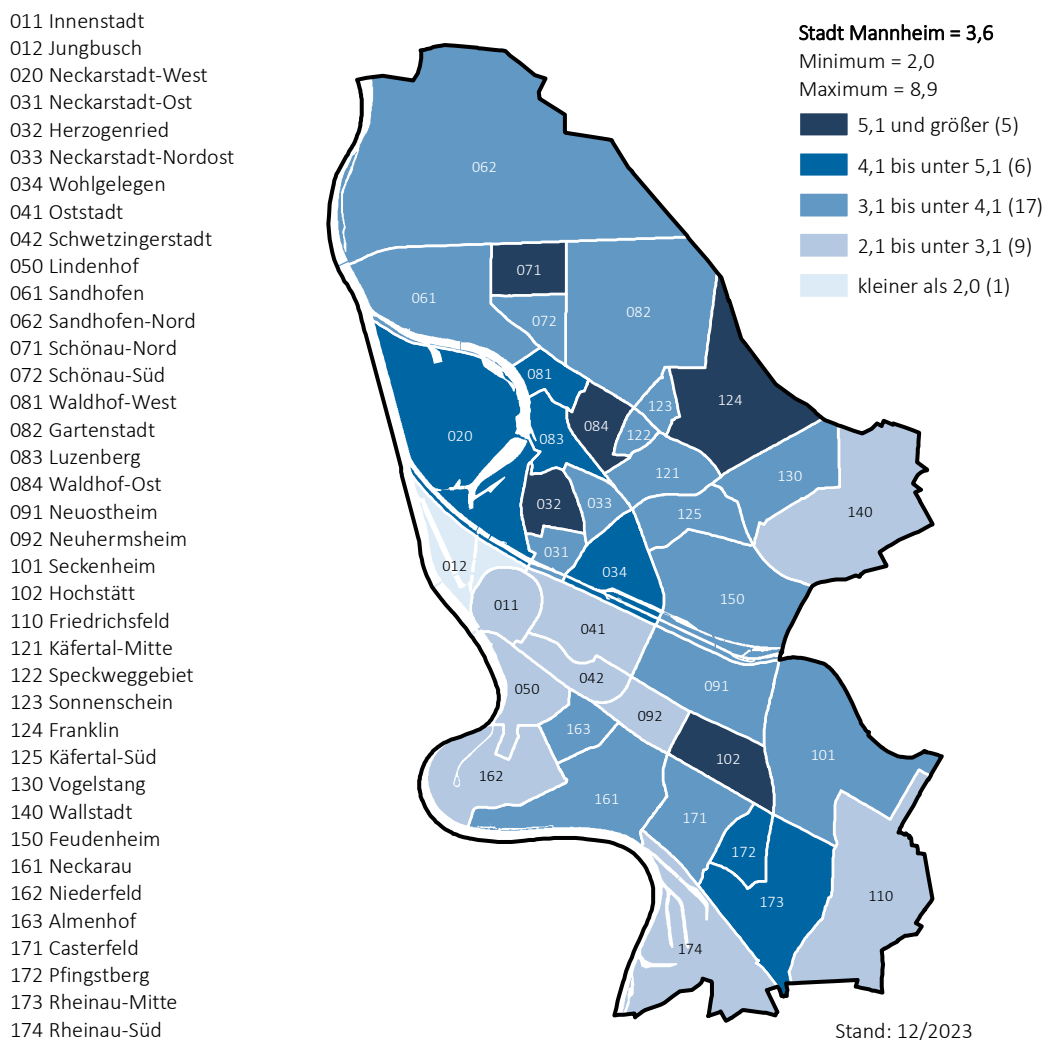 011 Innenstadt
012 Jungbusch
020 Neckarstadt-West
031 Neckarstadt-Ost
032 Herzogenried
033 Neckarstadt-Nordost
034 Wohlgelegen
041 Oststadt
042 Schwetzingerstadt
050 Lindenhof
061 Sandhofen
062 Sandhofen-Nord
071 Schönau-Nord
072 Schönau-Süd
081 Waldhof-West
082 Gartenstadt
083 Luzenberg
084 Waldhof-Ost
091 Neuostheim
092 Neuhermsheim
101 Seckenheim
102 Hochstätt
110 Friedrichsfeld
121 Käfertal-Mitte
122 Speckweggebiet
123 Sonnenschein
124 Franklin
125 Käfertal-Süd
130 Vogelstang
140 Wallstadt
150 Feudenheim
161 Neckarau
162 Niederfeld
163 Almenhof
171 Casterfeld
172 Pfingstberg
173 Rheinau-Mitte
174 Rheinau-Süd
Stadt Mannheim = 3,6
Minimum = 2,0
Maximum = 8,9
5,1 und größer (5)
4,1 bis unter 5,1 (6)
3,1 bis unter 4,1 (17)
2,1 bis unter 3,1 (9)
kleiner als 2,0 (1)
062
071
061
072
082
081
124
123
084
122
020
083
121
130
032
033
125
140
031
012
034
150
011
041
042
050
091
092
163
101
102
162
161
171
172
110
173
174
Stand: 12/2023